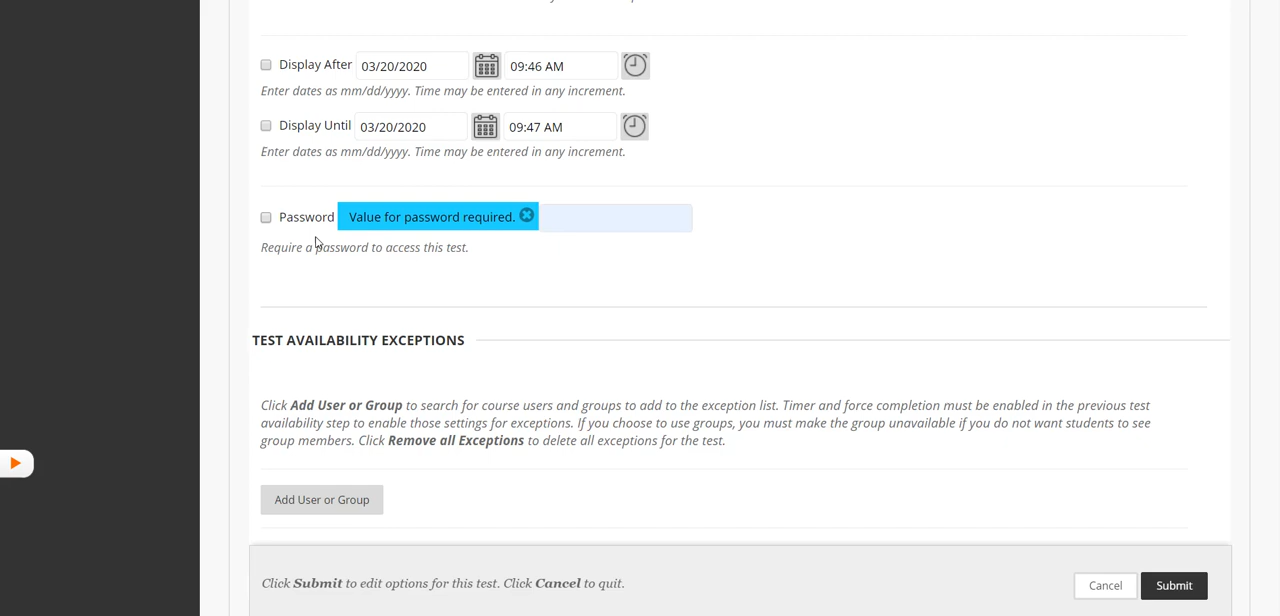 Display After 03/20/2020 09:46 AM
Enter dates as mm/dd/yyyy. Time may be entered in any increment.
Display Until 03/20/2020 09:47 AM
Enter dates as mm/dd/yyyy. Time may be entered in any increment.
Password Value for password required.
Require a password to access this test.
TEST AVAILABILITY EXCEPTIONS
Click Add User or Group to search for course users and groups to add to the exception list. Timer and force completion must be enabled in the previous test
availability step to enable those settings for exceptions. If you choose to use groups, you must make the group unavailable if you do not want students to see
group members. Click Remove all Exceptions to delete all exceptions for the test.
Add User or Group
Click Submit to edit options for this test. Click Cancel to quit.
Cancel Submit